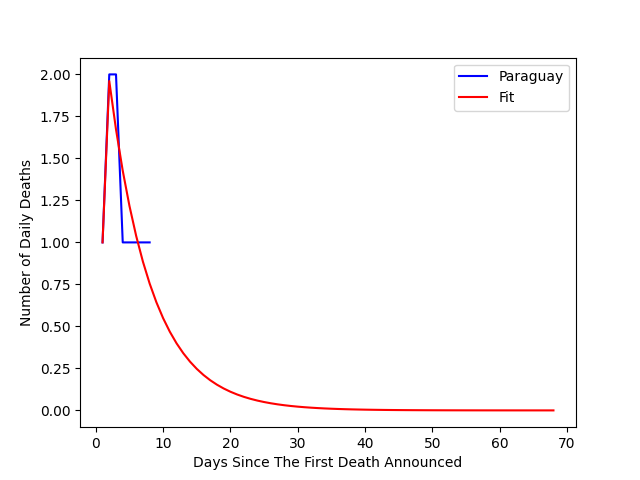 Paraguay
Fit
2.00
1.75
1.50
1.25
1.00
0.75
0.50
0.25
0.00
Number of Daily Deaths
0 10 20 30 40 50 60 70
Days Since The First Death Announced